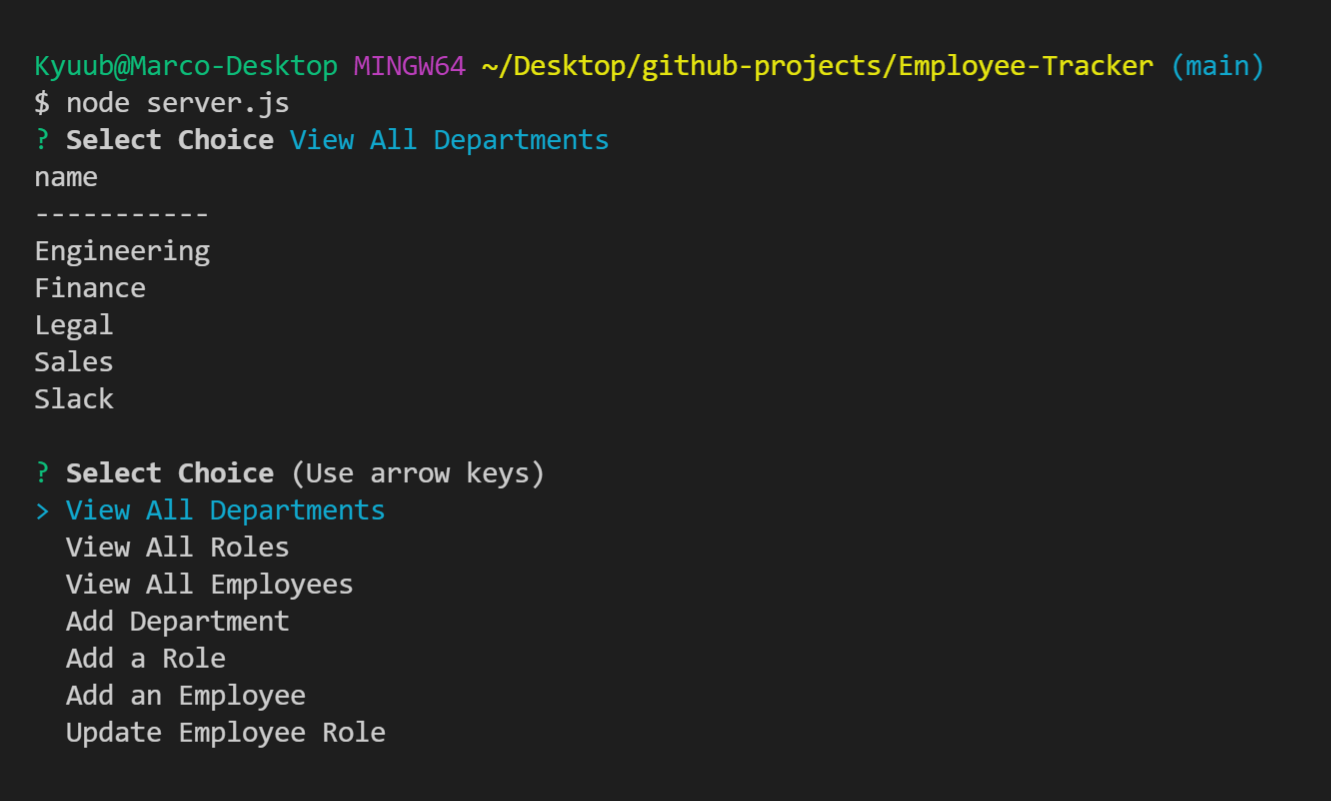 Kyuub@Marco-Desktop MINGW64 ~/Desktop/github-projects/Employee-Tracker (main)
$ node server.js
? Select Choice View All Departments
name
-----------
Engineering
Finance
Legal
Sales
Slack
? Select Choice (Use arrow keys)
> View All Departments
View All Roles
View All Employees
Add Department
Add a Role
Add an Employee
Update Employee Role